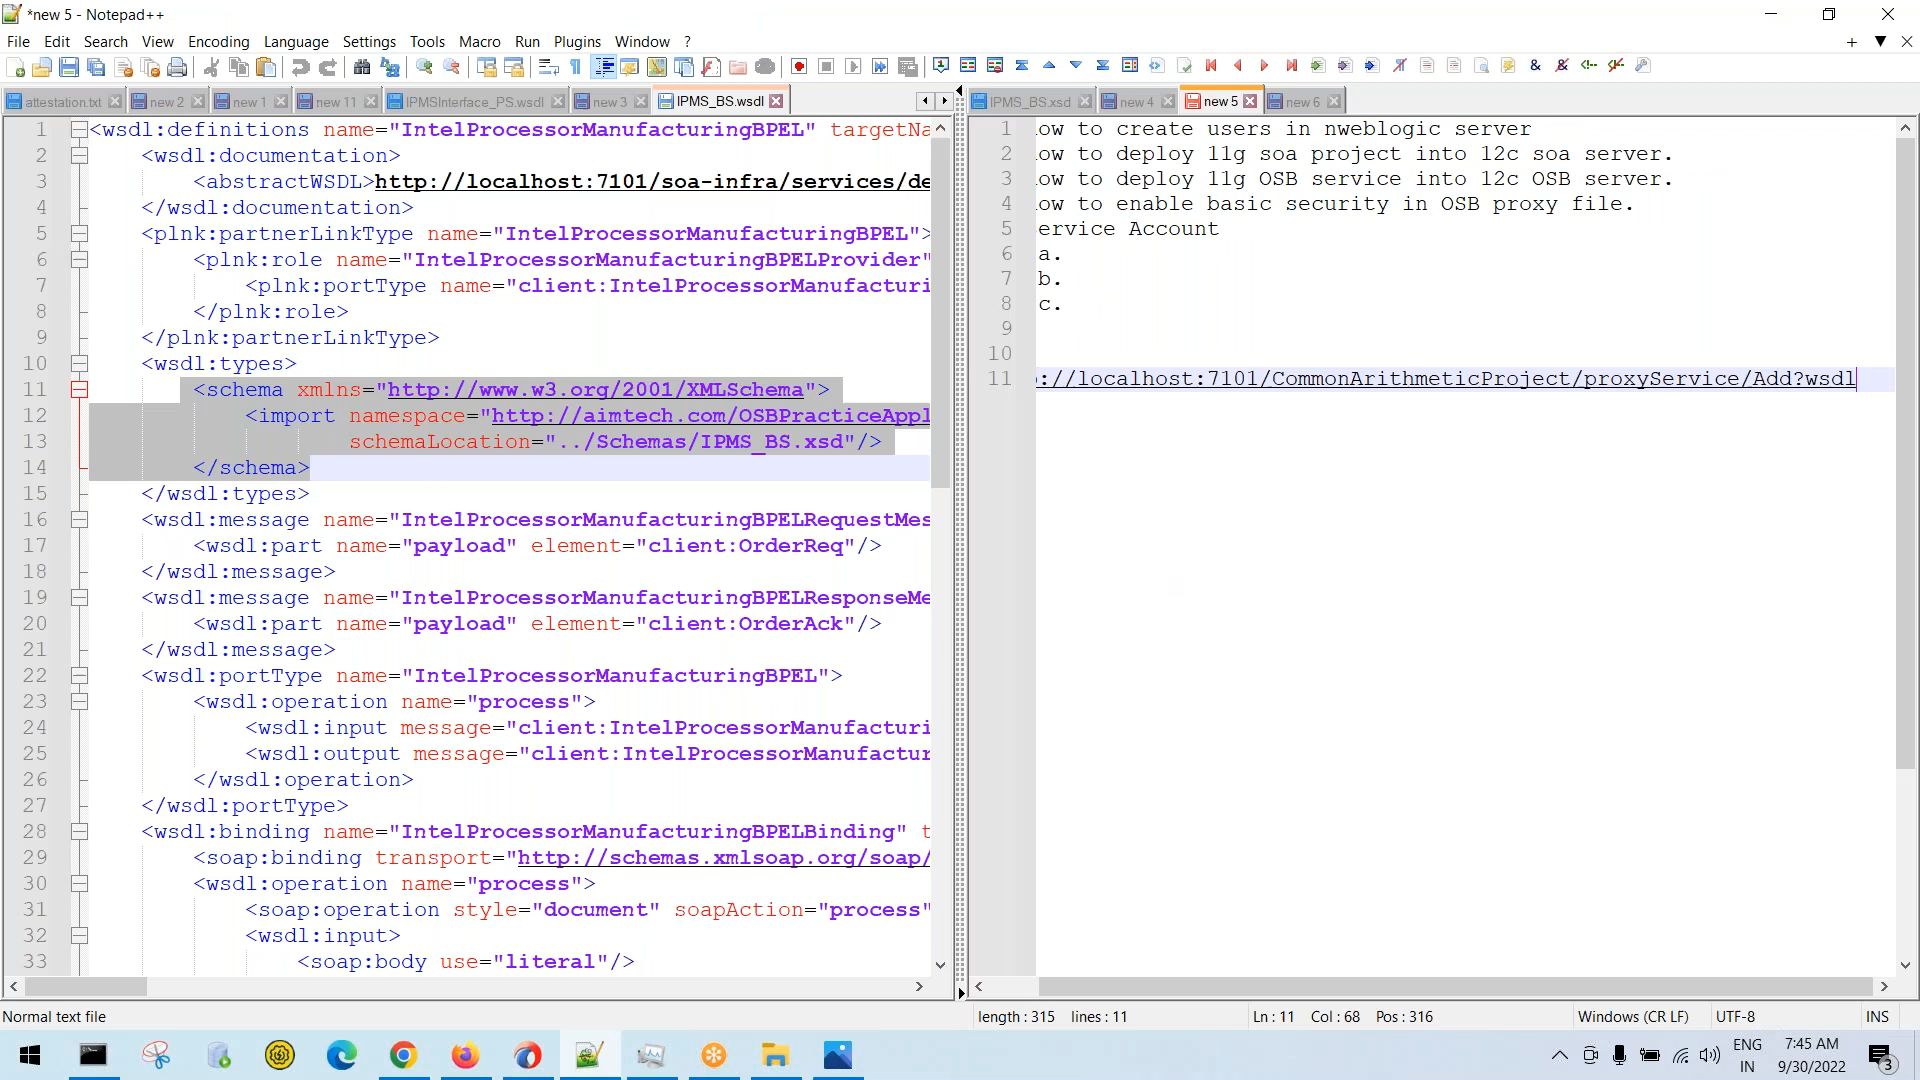 *new 5 - Notepad++
File Edit Search View Encoding Language Settings Tools Macro Run Plugins Window ?
attestation.txt new 2 new 1 new 11 IPMSInterface_PS.wsdl new 3 IPMS_BS.wsdl
IPMS_BS.xsd new 4 new 5 new 6
1 <wsdl:definitions name="IntelProcessorManufacturingBPEL" targetNa
2 <wsdl:documentation>
3 <abstractWSDL>http://localhost:7101/soa-infra/services/de
4 </wsdl:documentation>
5 <plnk:partnerLinkType name="IntelProcessorManufacturingBPEL">
6 <plnk:role name="IntelProcessorManufacturingBPELProvider"
7 <plnk:portType name="client:IntelProcessorManufacturi
8 </plnk:role>
9 </plnk:partnerLinkType>
10 <wsdl:types>
11 <schema xmlns="http://www.w3.org/2001/XMLSchema">
12 <import namespace="http://aimtech.com/OSBPracticeAppl
13 schemaLocation="../Schemas/IPMS_BS.xsd"/>
14 </schema>
15 </wsdl:types>
16 <wsdl:message name="IntelProcessorManufacturingBPELRequestMes
17 <wsdl:part name="payload" element="client:OrderReq"/>
18 </wsdl:message>
19 <wsdl:message name="IntelProcessorManufacturingBPELResponseMe
20 <wsdl:part name="payload" element="client:OrderAck"/>
21 </wsdl:message>
22 <wsdl:portType name="IntelProcessorManufacturingBPEL">
23 <wsdl:operation name="process">
24 <wsdl:input message="client:IntelProcessorManufacturi
25 <wsdl:output message="client:IntelProcessorManufactur
26 </wsdl:operation>
27 </wsdl:portType>
28 <wsdl:binding name="IntelProcessorManufacturingBPELBinding" t
29 <soap:binding transport="http://schemas.xmlsoap.org/soap/
30 <wsdl:operation name="process">
31 <soap:operation style="document" soapAction="process"
32 <wsdl:input>
33 <soap:body use="literal"/>
1 ow to create users in nweblogic server
2 ow to deploy 11g soa project into 12c soa server.
3 ow to deploy 11g OSB service into 12c OSB server.
4 ow to enable basic security in OSB proxy file.
5 ervice Account
6 a.
7 b.
8 c.
9
10
11 ://localhost:7101/CommonArithmeticProject/proxyService/Add?wsdl
Normal text file length : 315 lines : 11 Ln : 11 Col : 68 Pos : 316 Windows (CR LF) UTF-8 INS
ENG
IN
7:45 AM
9/30/2022
3